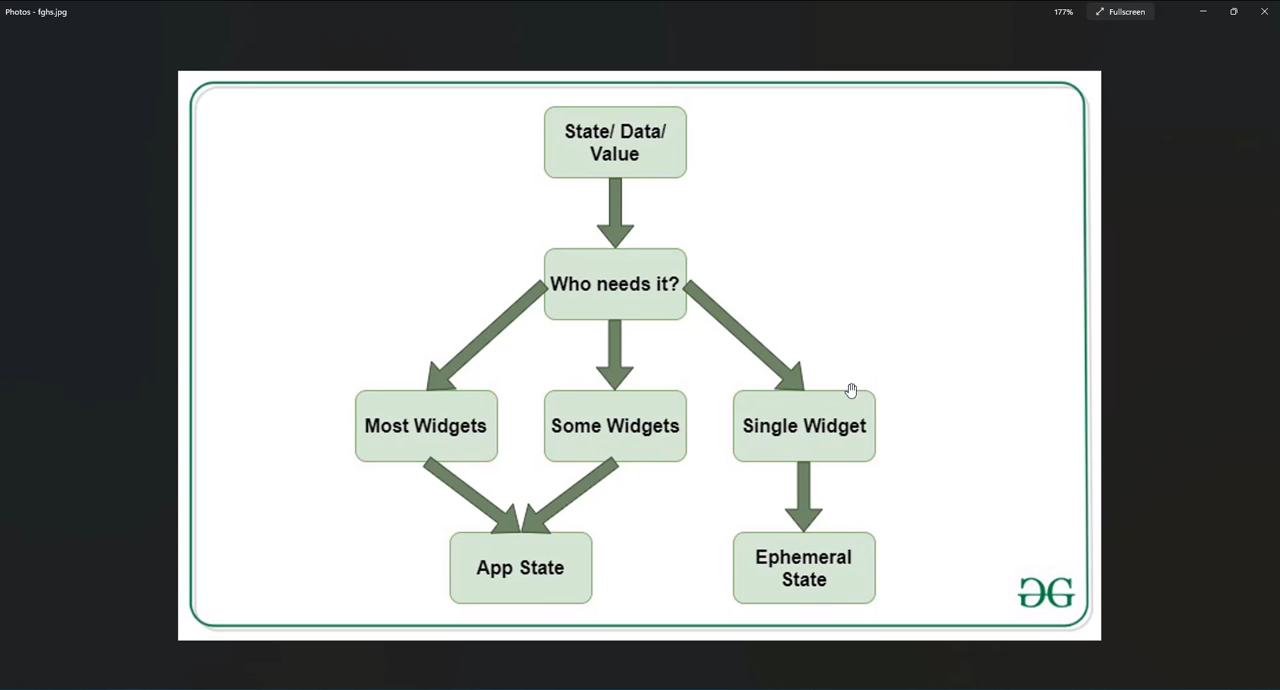 Photos - fghs.jpg
177%
Fullscreen
State/ Data/
Value
Who needs it?
Most Widgets
Some Widgets
Single Widget
App State
Ephemeral
State